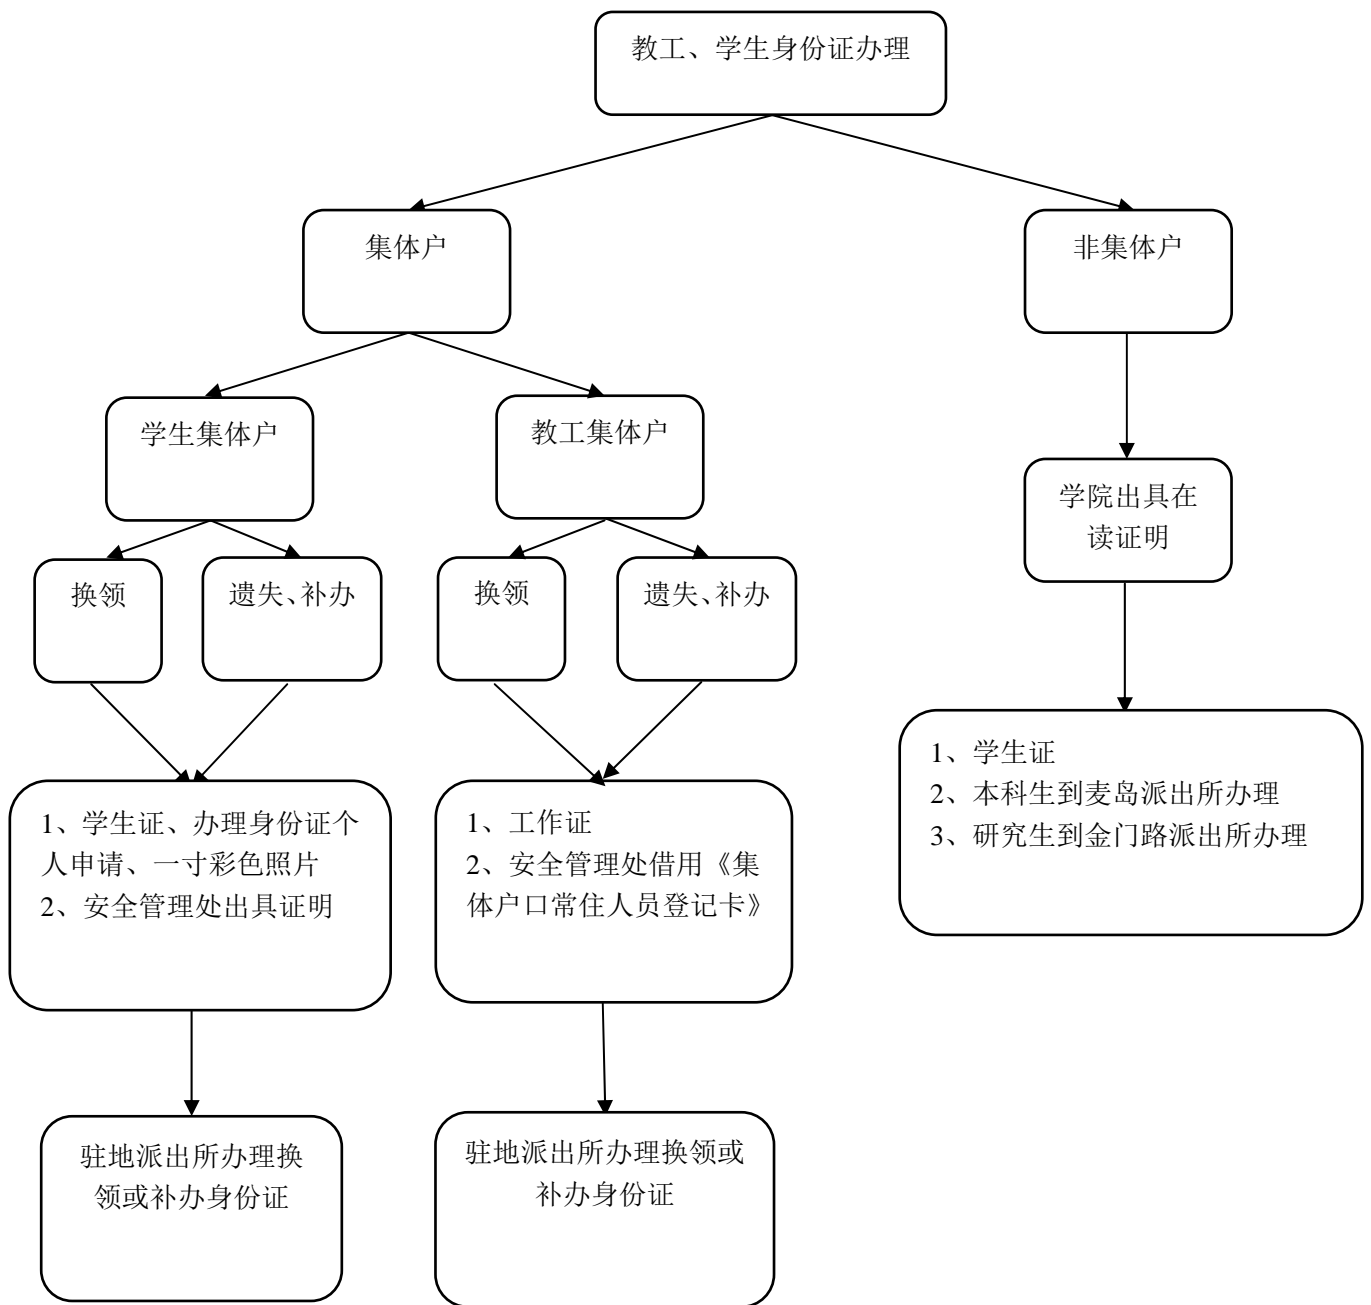 教工、学生身份证办理
集体户
非集体户
学生集体户
教工集体户
学院出具在
读证明
换领
遗失、补办
换领
遗失、补办
1、学生证
2、本科生到麦岛派出所办理
3、研究生到金门路派出所办理
1、学生证、办理身份证个
人申请、一寸彩色照片
2、安全管理处出具证明
1、工作证
2、安全管理处借用《集
体户口常住人员登记卡》
驻地派出所办理换
领或补办身份证
驻地派出所办理换领或
补办身份证